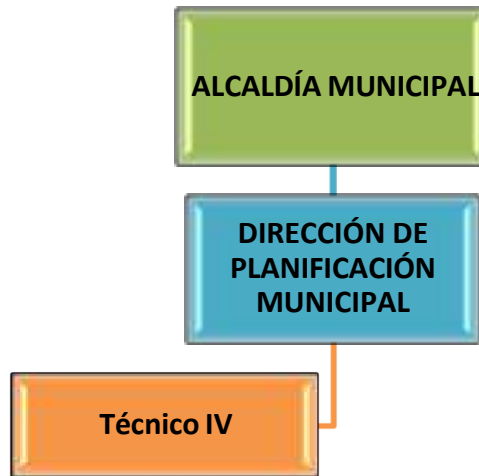 ALCALDÍA MUNICIPAL
DIRECCIÓN DE
PLANIFICACIÓN
MUNICIPAL
Técnico IV